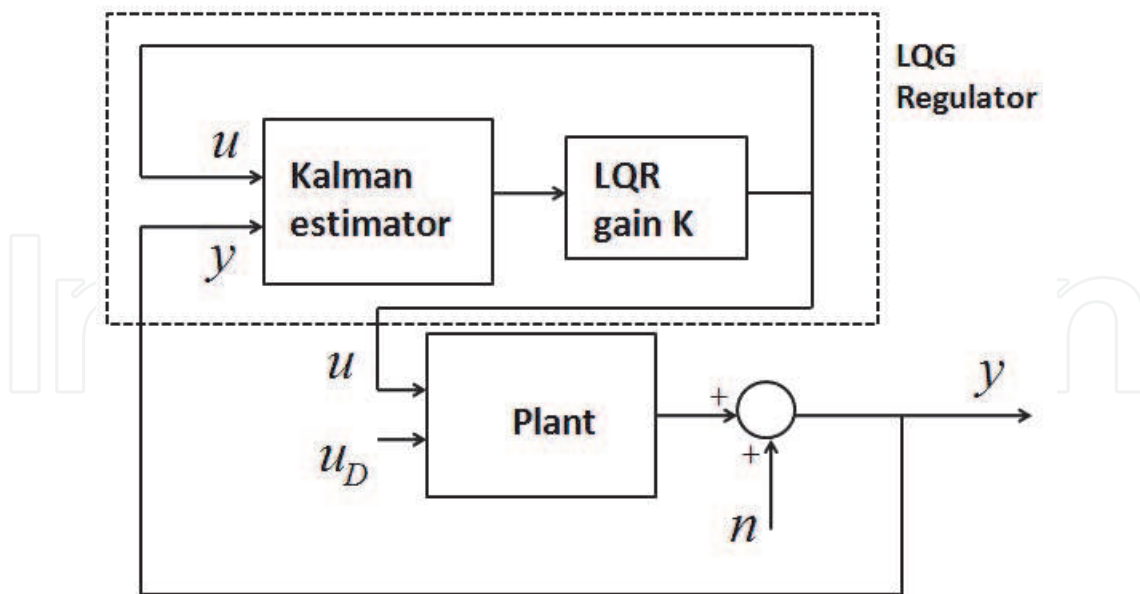 LQG
Regulator
u
Kalman
estimator
LQR
gain K
y
u
Plant
+
y
u_D
+
n